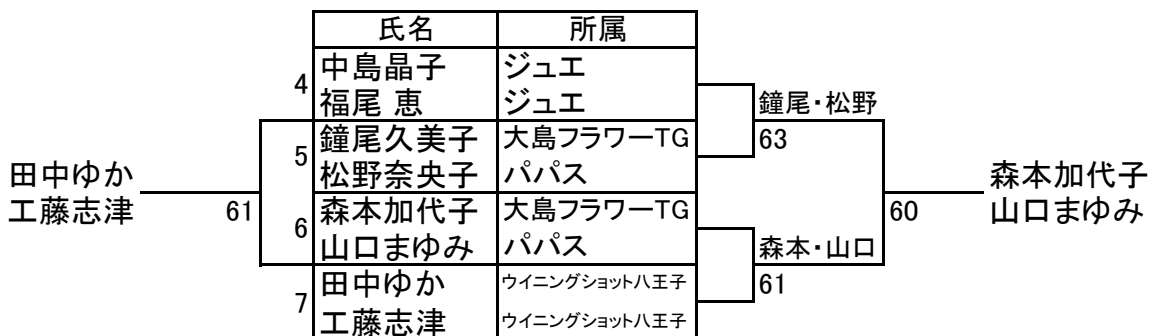 氏名 所属
4 中島晶子 ジュエ
福尾 恵 ジュエ
5 鐘尾久美子 大島フラワーTG
松野奈央子 パパス
6 森本加代子 大島フラワーTG
山口まゆみ パパス
7 田中ゆか ウイニングショット八王子
工藤志津 ウイニングショット八王子
鐘尾・松野
63
森本・山口
61
60
森本加代子
山口まゆみ
田中ゆか
工藤志津
61